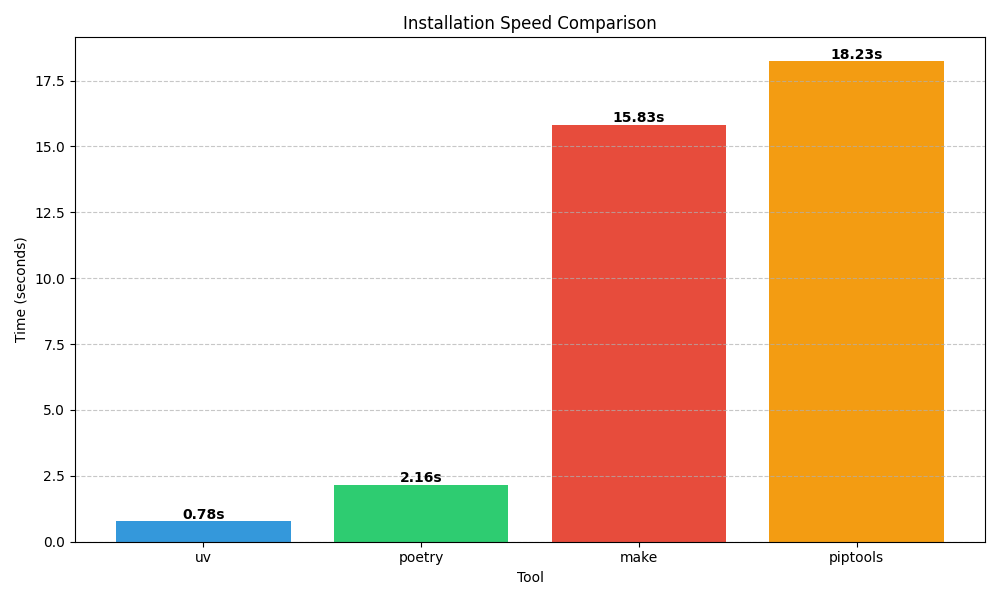 Installation Speed Comparison
18.23s
17.5
15.83s
15.0
12.5
10.0
Time (seconds)
7.5
5.0
2.5
2.16s
0.78s
0.0
uv poetry make piptools
Tool